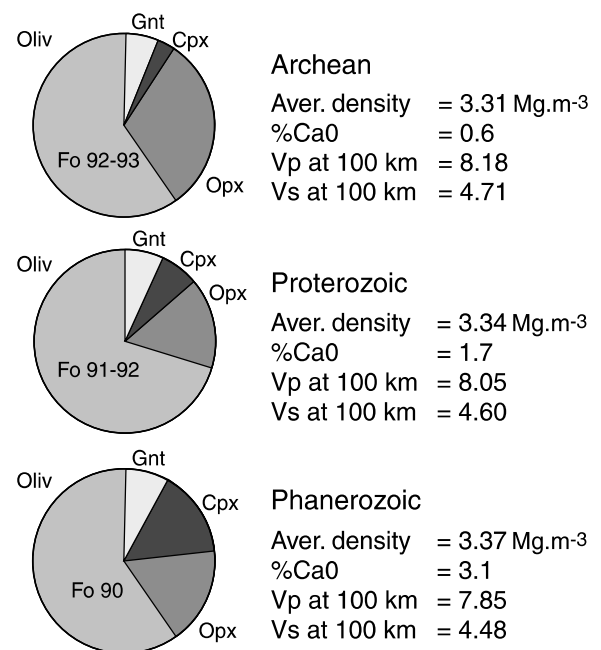 Gnt
Oliv
Cpx
Fo 92-93
Opx
Archean
Aver. density = 3.31 Mg.m-3
%Ca0 = 0.6
Vp at 100 km = 8.18
Vs at 100 km = 4.71
Gnt
Oliv
Cpx
Opx
Fo 91-92
Proterozoic
Aver. density = 3.34 Mg.m-3
%Ca0 = 1.7
Vp at 100 km = 8.05
Vs at 100 km = 4.60
Gnt
Oliv
Cpx
Fo 90
Opx
Phanerozoic
Aver. density = 3.37 Mg.m-3
%Ca0 = 3.1
Vp at 100 km = 7.85
Vs at 100 km = 4.48